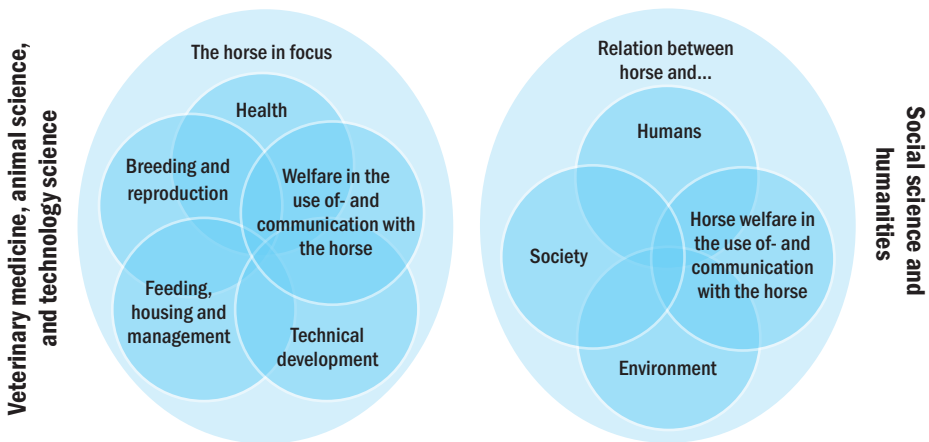 Veterinary medicine, animal science,
and technology science
The horse in focus
Health
Breeding and
reproduction
Welfare in the
use of- and
communication with
the horse
Feeding,
housing and
management
Technical
development
Relation between
horse and...
Humans
Society
Horse welfare in
the use of- and
communication
with the horse
Environment
Social science and
humanities